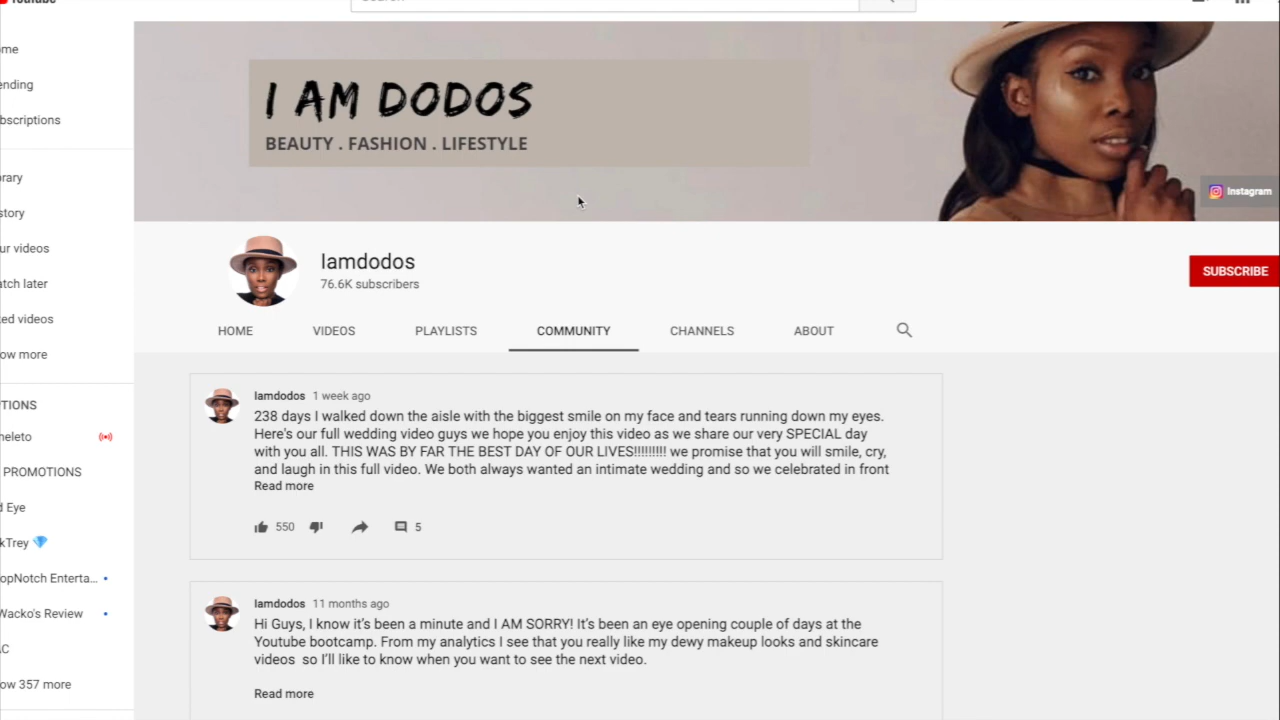 I AM DODOS
BEAUTY . FASHION . LIFESTYLE
Instagram
Iamdodos
76.6K subscribers
SUBSCRIBE
HOME VIDEOS PLAYLISTS COMMUNITY CHANNELS ABOUT
Iamdodos 1 week ago
238 days I walked down the aisle with the biggest smile on my face and tears running down my eyes.
Here's our full wedding video guys we hope you enjoy this video as we share our very SPECIAL day
with you all. THIS WAS BY FAR THE BEST DAY OF OUR LIVES!!!!!!!!! we promise that you will smile, cry,
and laugh in this full video. We both always wanted an intimate wedding and so we celebrated in front
Read more
550 5
Iamdodos 11 months ago
Hi Guys, I know it's been a minute and I AM SORRY! It's been an eye opening couple of days at the
Youtube bootcamp. From my analytics I see that you really like my dewy makeup looks and skincare
videos so I'll like to know when you want to see the next video.
Read more
ome
ending
bscriptions
rary
story
ur videos
atch later
ked videos
ow more
TIONS
heleto
PROMOTIONS
d Eye
kTrey
opNotch Enterta...
Wacko's Review
C
ow 357 more